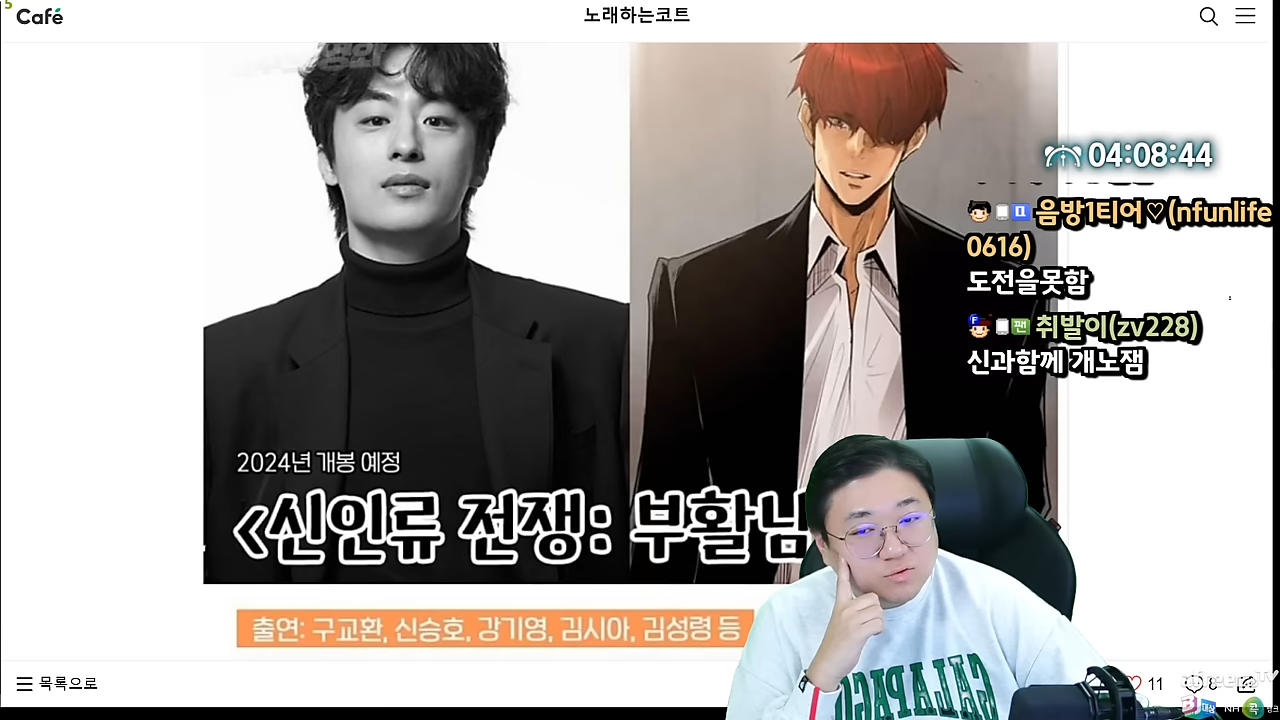 Café
노래하는코트
04:08:44
음방1티어♡(nfunlife
0616)
도전을못함
취발이(zv228)
신과함께 개노잼
2024년 개봉 예정
<신인류 전쟁: 부활남
출연: 구교환, 신승호, 강기영, 김시아, 김성령 등
목록으로
11
GALAPAGO